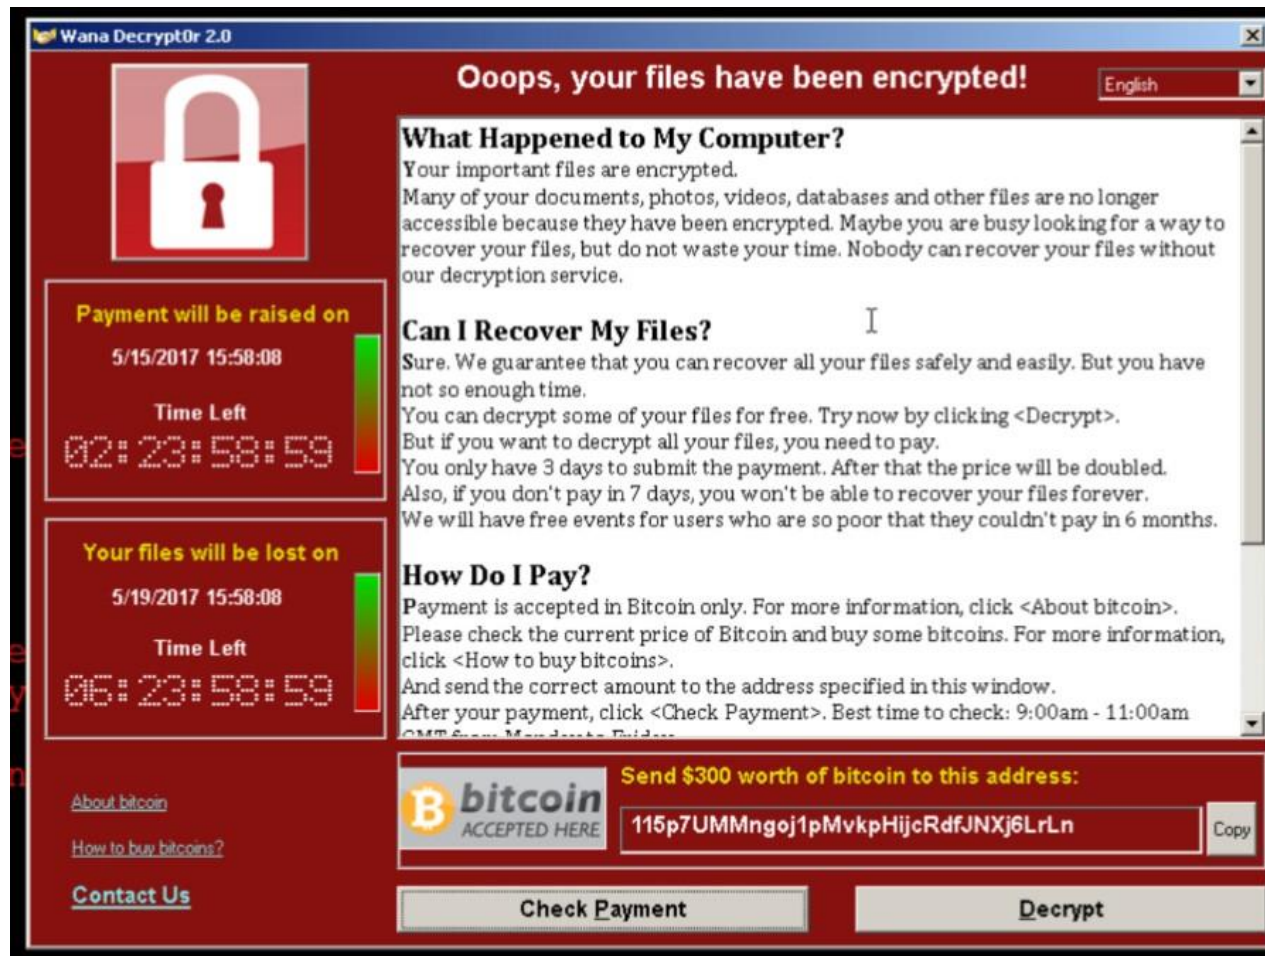 Wana Decrypt0r 2.0
Ooops, your files have been encrypted!
English
What Happened to My Computer?
Your important files are encrypted.
Many of your documents, photos, videos, databases and other files are no longer
accessible because they have been encrypted. Maybe you are busy looking for a way to
recover your files, but do not waste your time. Nobody can recover your files without
our decryption service.
Can I Recover My Files?
Sure. We guarantee that you can recover all your files safely and easily. But you have
not so enough time.
You can decrypt some of your files for free. Try now by clicking <Decrypt>.
But if you want to decrypt all your files, you need to pay.
You only have 3 days to submit the payment. After that the price will be doubled.
Also, if you don't pay in 7 days, you won't be able to recover your files forever.
We will have free events for users who are so poor that they couldn't pay in 6 months.
How Do I Pay?
Payment is accepted in Bitcoin only. For more information, click <About bitcoin>.
Please check the current price of Bitcoin and buy some bitcoins. For more information,
click <How to buy bitcoins>.
And send the correct amount to the address specified in this window.
After your payment, click <Check Payment>. Best time to check: 9:00am - 11:00am
GMT from Monday to Friday.
Payment will be raised on
5/15/2017 15:58:08
Time Left
02:23:58:59
Your files will be lost on
5/19/2017 15:58:08
Time Left
06:23:58:59
About bitcoin
How to buy bitcoins?
Contact Us
bitcoin
ACCEPTED HERE
Send $300 worth of bitcoin to this address:
115p7UMMngoj1pMvkpHijcRdfJNXj6LrLn
Copy
Check Payment
Decrypt